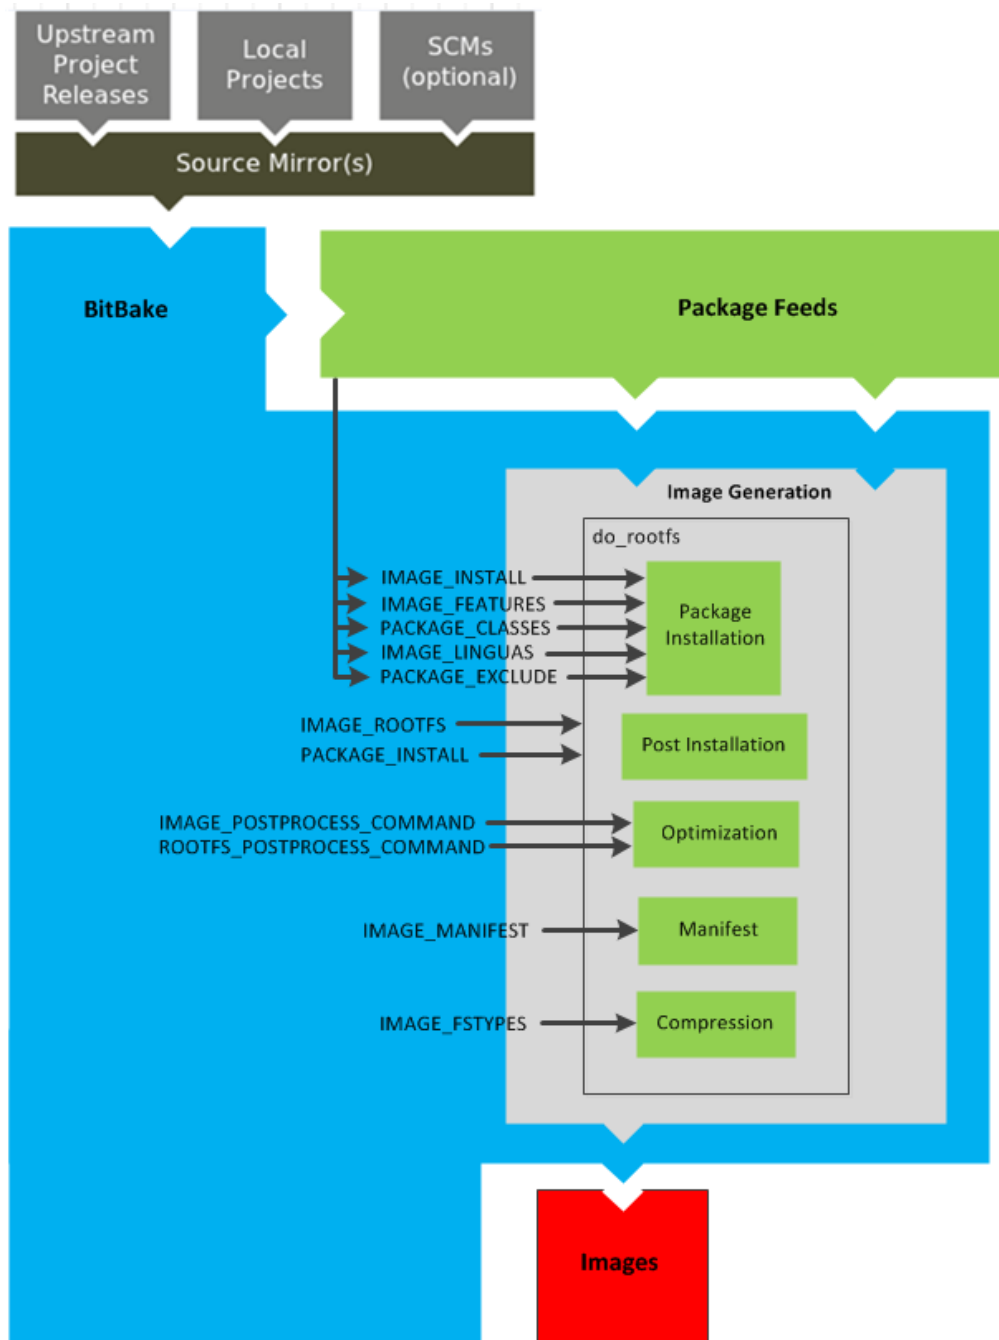 Upstream
Project
Releases
Local
Projects
SCMs
(optional)
Source Mirror(s)
BitBake
Package Feeds
Image Generation
do_rootfs
IMAGE_INSTALL
IMAGE_FEATURES
PACKAGE_CLASSES
IMAGE_LINGUAS
PACKAGE_EXCLUDE
Package
Installation
IMAGE_ROOTFS
PACKAGE_INSTALL
Post Installation
IMAGE_POSTPROCESS_COMMAND
ROOTFS_POSTPROCESS_COMMAND
Optimization
IMAGE_MANIFEST
Manifest
IMAGE_FSTYPES
Compression
Images